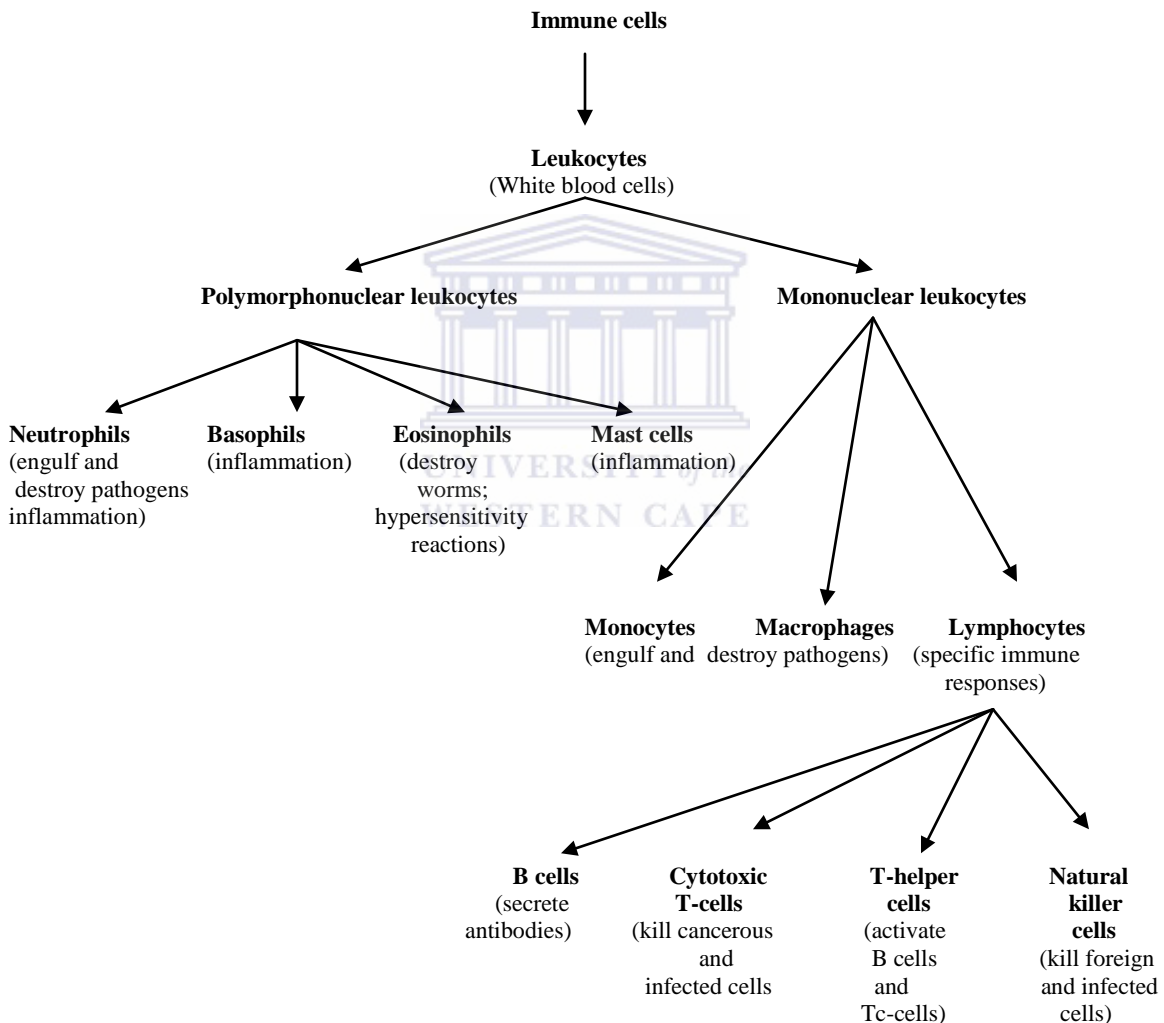 Immune cells
Leukocytes
(White blood cells)
Polymorphonuclear leukocytes
Mononuclear leukocytes
Neutrophils
(engulf and
destroy pathogens
inflammation)
Basophils
(inflammation)
Eosinophils
(destroy
worms;
hypersensitivity
reactions)
Mast cells
(inflammation)
UNIVERSITY of the
WESTERN CAPE
Monocytes
Macrophages
(engulf and destroy pathogens)
Lymphocytes
(specific immune
responses)
B cells
(secrete
antibodies)
Cytotoxic
T-cells
(kill cancerous
and
infected cells
T-helper
cells
(activate
B cells
and
Tc-cells)
Natural
killer
cells
(kill foreign
and infected
cells)